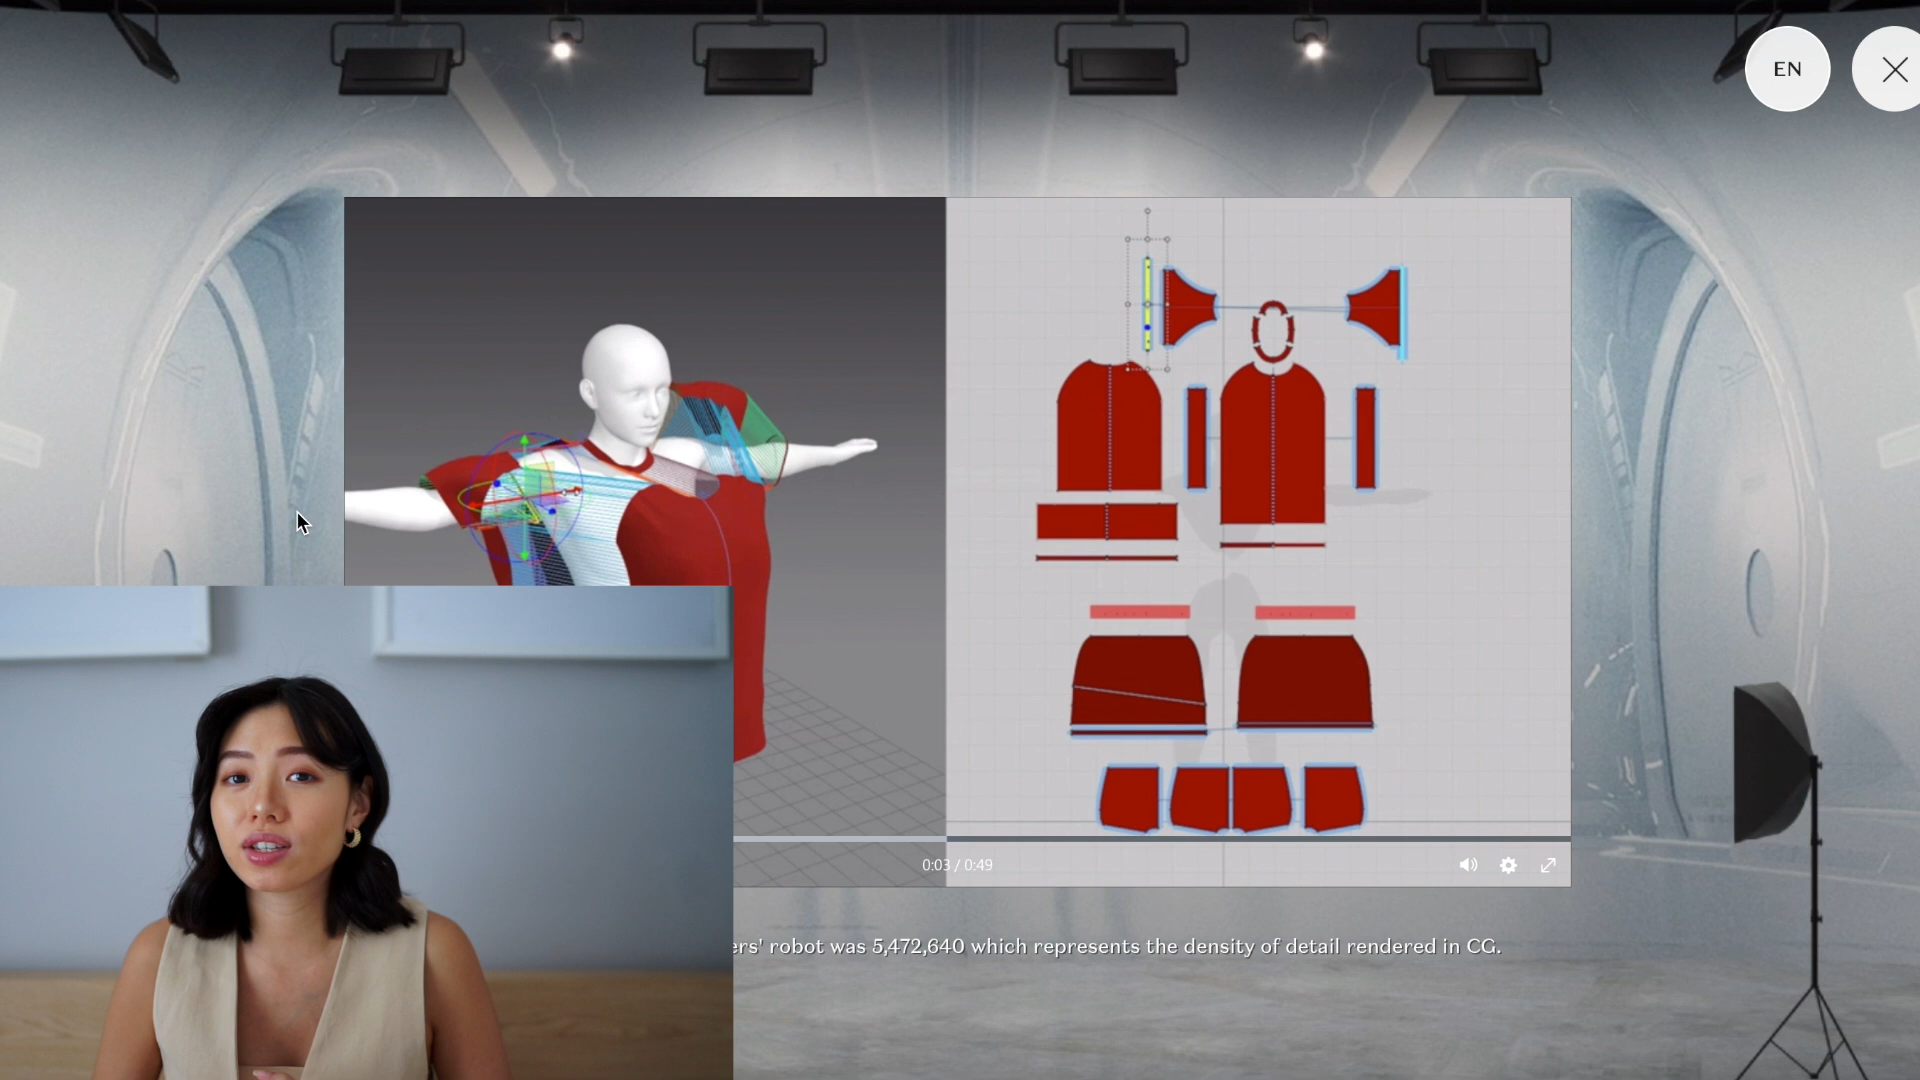 EN
0:03 / 0:49
robot was 5,472,640 which represents the density of detail rendered in CG.